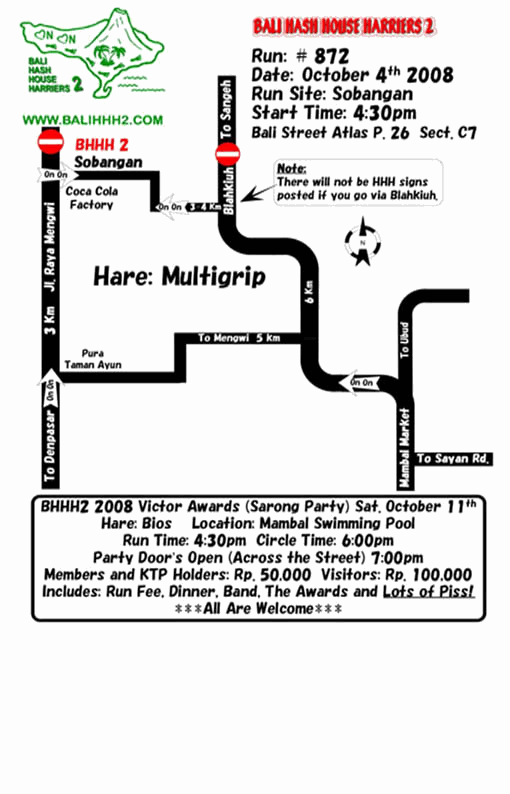 BALI
HASH
HOUSE
HARRIERS 2
ON ON
WWW.BALIHHH2.COM
BALI HASH HOUSE HARRIERS 2
Run: # 872
Date: October 4th 2008
Run Site: Sobangan
Start Time: 4:30pm
Bali Street Atlas P. 26 Sect. C7
BHHH 2
Sobangan
On On
Coca Cola
Factory
On On
3-4 Km
To Sangeh
Blahkiuh
Note:
There will not be HHH signs
posted if you go via Blahkiuh.
N
Hare: Multigrip
3 Km Jl. Raya Mengwi
6 Km
To Mengwi 5 Km
Pura
Taman Ayun
On On
To Denpasar
On On
To Ubud
Mambal Market
To Sayan Rd.
BHHH2 2008 Victor Awards (Sarong Party) Sat. October 11th
Hare: Bios Location: Mambal Swimming Pool
Run Time: 4:30pm Circle Time: 6:00pm
Party Door's Open (Across the Street) 7:00pm
Members and KTP Holders: Rp. 50.000 Visitors: Rp. 100.000
Includes: Run Fee, Dinner, Band, The Awards and Lots of Piss!
***All Are Welcome***